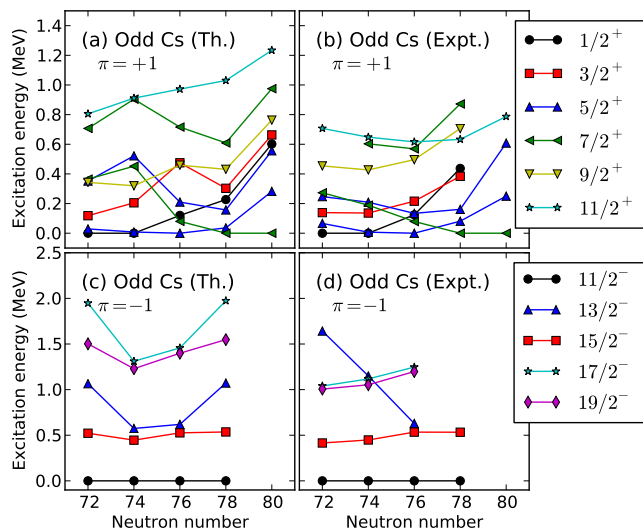 (a) Odd Cs (Th.)
π=+1
Excitation energy (MeV)
1.4
1.2
1.0
0.8
0.6
0.4
0.2
0.0
(b) Odd Cs (Expt.)
π=+1
1/2⁺
3/2⁺
5/2⁺
7/2⁺
9/2⁺
11/2⁺
(c) Odd Cs (Th.)
π=−1
Excitation energy (MeV)
2.5
2.0
1.5
1.0
0.5
0.0
72 74 76 78 80
Neutron number
(d) Odd Cs (Expt.)
π=−1
72 74 76 78 80
Neutron number
11/2⁻
13/2⁻
15/2⁻
17/2⁻
19/2⁻